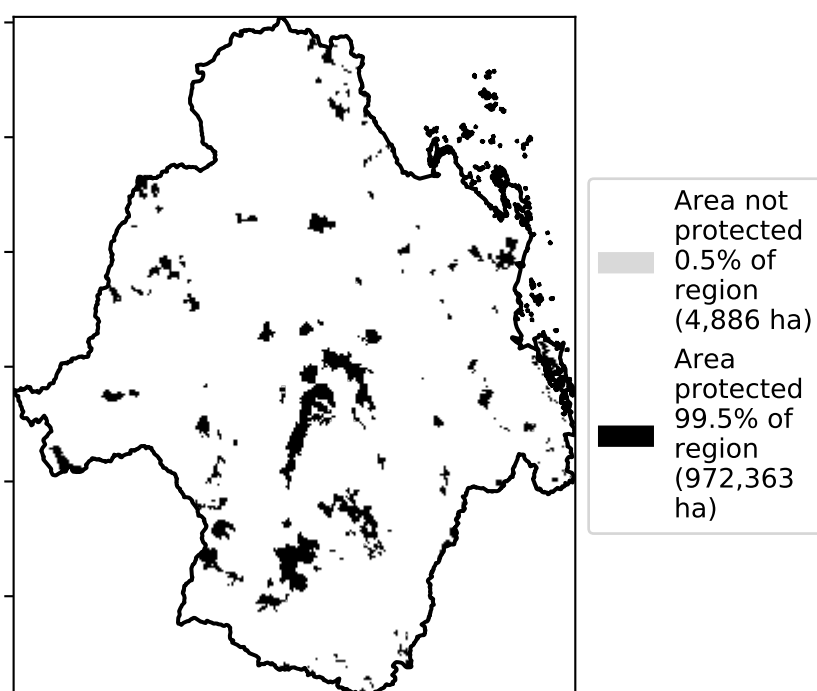 Area not
protected
0.5% of
region
(4,886 ha)
Area
protected
99.5% of
region
(972,363
ha)